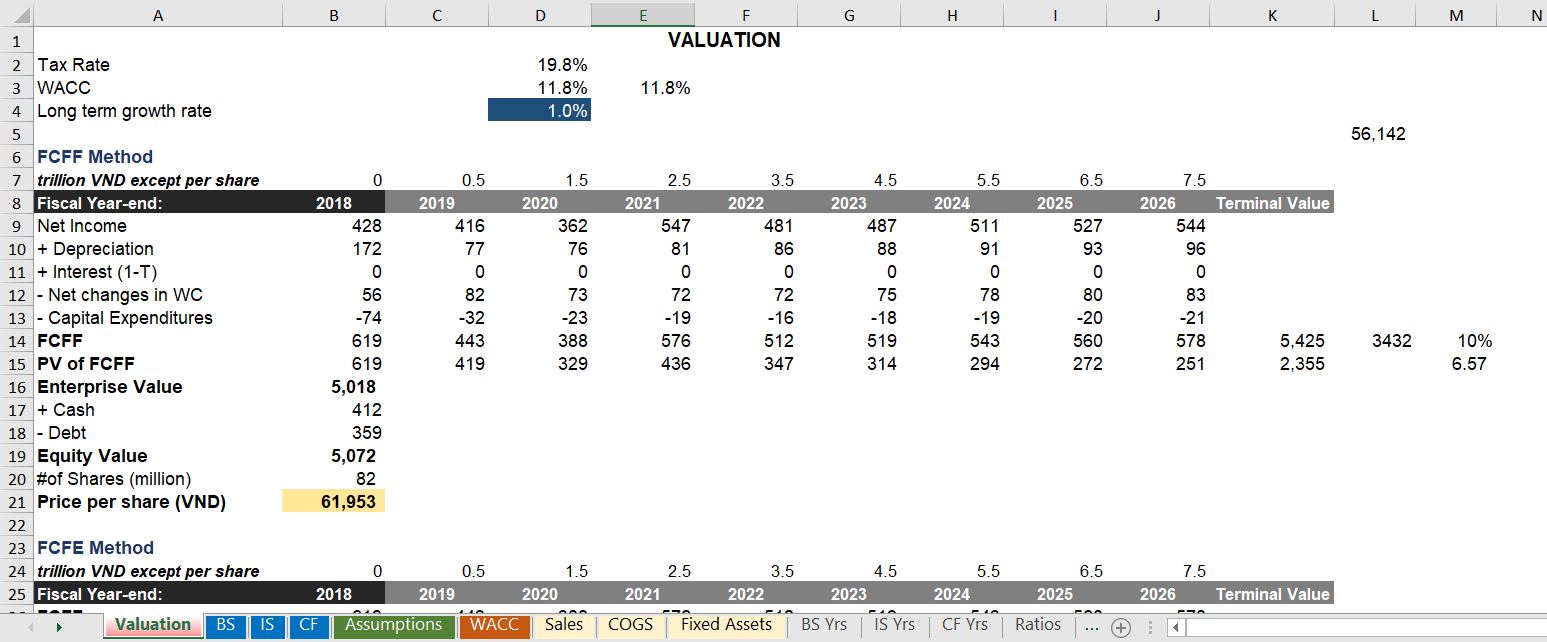 A B C D E F G H I J K L M N
1 VALUATION
2 Tax Rate 19.8%
3 WACC 11.8% 11.8%
4 Long term growth rate 1.0%
5 56,142
6 FCFF Method
7 trillion VND except per share 0 0.5 1.5 2.5 3.5 4.5 5.5 6.5 7.5
8 Fiscal Year-end: 2018 2019 2020 2021 2022 2023 2024 2025 2026 Terminal Value
9 Net Income 428 416 362 547 481 487 511 527 544
10 + Depreciation 172 77 76 81 86 88 91 93 96
11 + Interest (1-T) 0 0 0 0 0 0 0 0 0
12 - Net changes in WC 56 82 73 72 72 75 78 80 83
13 - Capital Expenditures -74 -32 -23 -19 -16 -18 -19 -20 -21
14 FCFF 619 443 388 576 512 519 543 560 578 5,425 3432 10%
15 PV of FCFF 619 419 329 436 347 314 294 272 251 2,355 6.57
16 Enterprise Value 5,018
17 + Cash 412
18 - Debt 359
19 Equity Value 5,072
20 #of Shares (million) 82
21 Price per share (VND) 61,953
22
23 FCFE Method
24 trillion VND except per share 0 0.5 1.5 2.5 3.5 4.5 5.5 6.5 7.5
25 Fiscal Year-end: 2018 2019 2020 2021 2022 2023 2024 2025 2026 Terminal Value
Valuation BS IS CF Assumptions WACC Sales COGS Fixed Assets BS Yrs IS Yrs CF Yrs Ratios ...